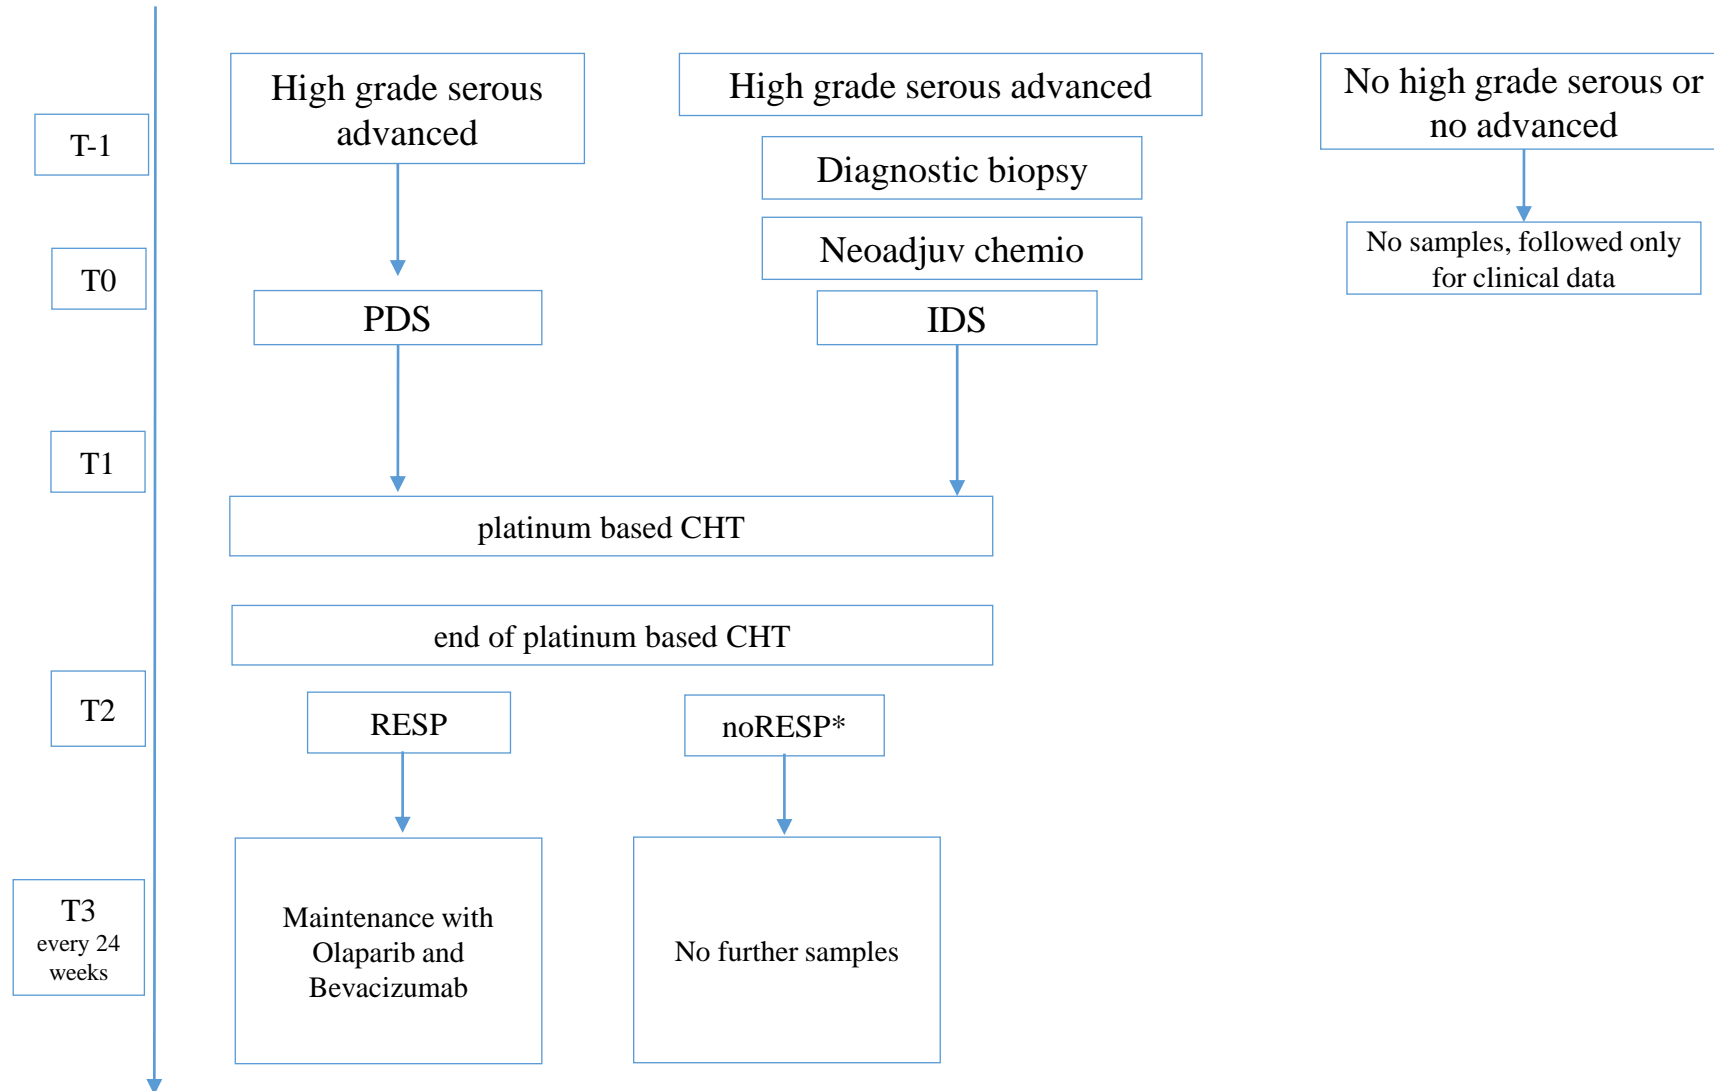 High grade serous
advanced
High grade serous advanced
No high grade serous or
no advanced
T-1
Diagnostic biopsy
Neoadjuv chemio
No samples, followed only
for clinical data
T0
PDS
IDS
T1
platinum based CHT
end of platinum based CHT
T2
RESP
noRESP*
T3
every 24
weeks
Maintenance with
Olaparib and
Bevacizumab
No further samples